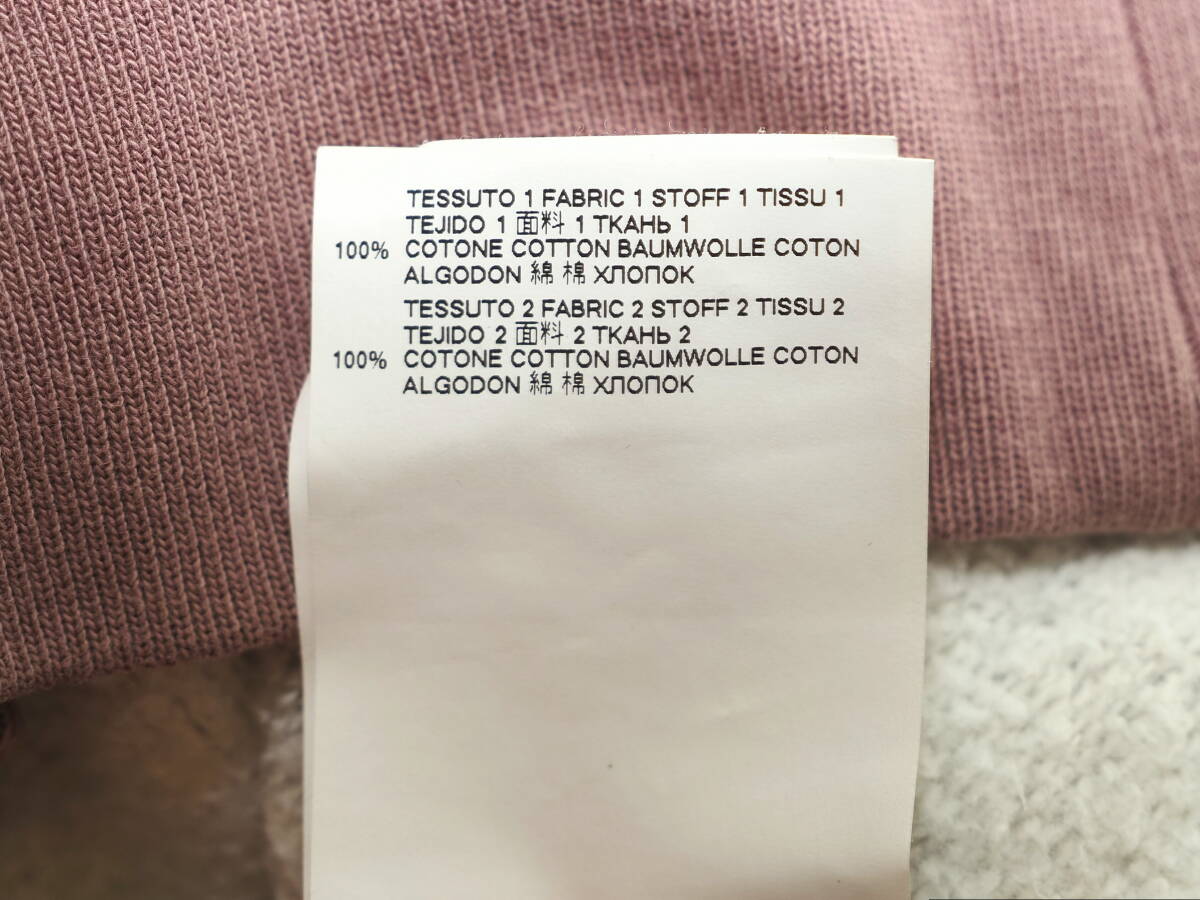 TESSUTO 1 FABRIC 1 STOFF 1 TISSU 1
TEJIDO 1 面料 1 ТКАНЬ 1
100% COTONE COTTON BAUMWOLLE COTON
ALGODON 綿 棉 ХЛОПОК
TESSUTO 2 FABRIC 2 STOFF 2 TISSU 2
TEJIDO 2 面料 2 ТКАНЬ 2
100% COTONE COTTON BAUMWOLLE COTON
ALGODON 綿 棉 ХЛОПОК